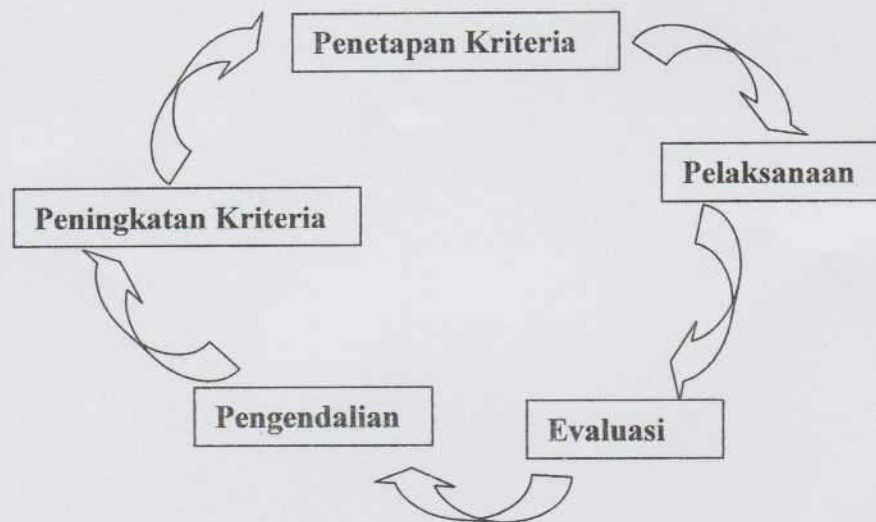 Penetapan Kriteria
Pelaksanaan
Evaluasi
Pengendalian
Peningkatan Kriteria